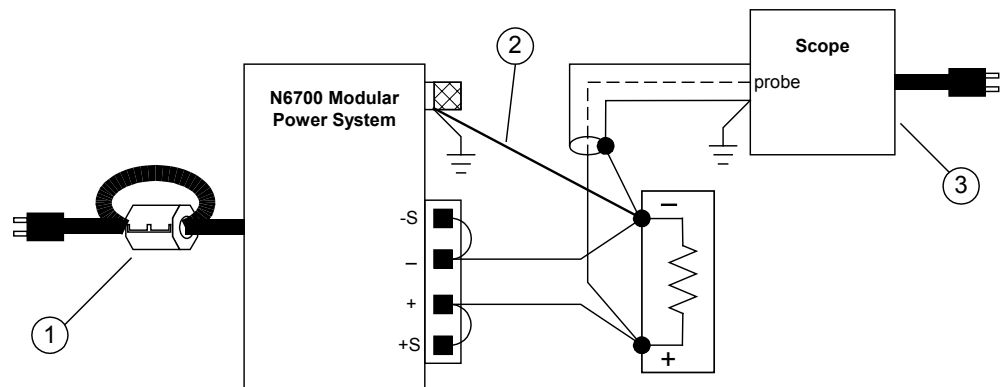 2
Scope
probe
N6700 Modular
Power System
3
-S
–
+
+S
–
+
1